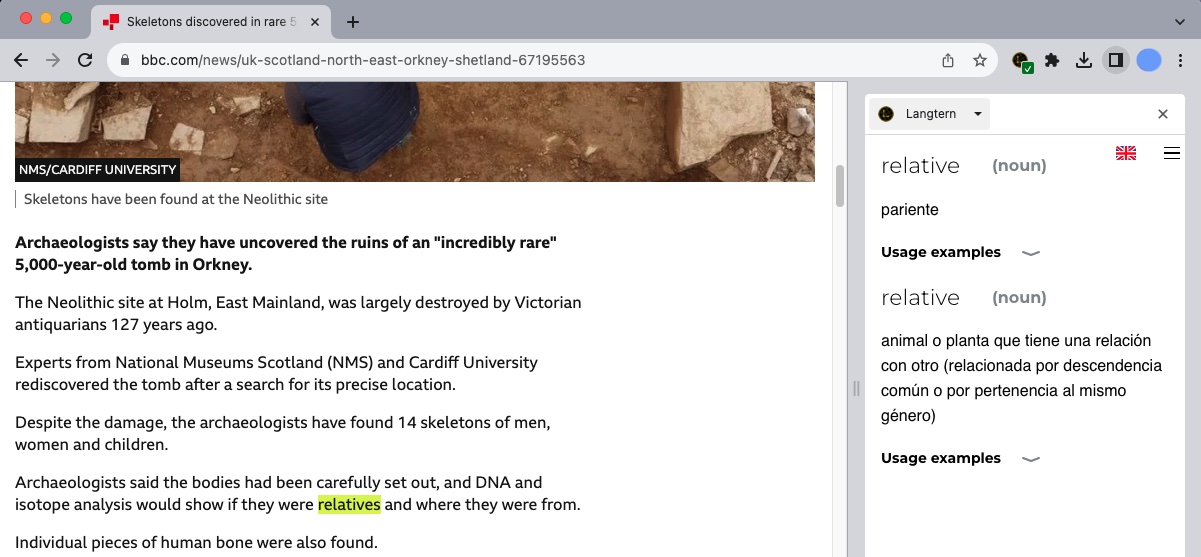 Skeletons discovered in rare 5
bbc.com/news/uk-scotland-north-east-orkney-shetland-67195563
NMS/CARDIFF UNIVERSITY
Skeletons have been found at the Neolithic site
Archaeologists say they have uncovered the ruins of an "incredibly rare"
5,000-year-old tomb in Orkney.
The Neolithic site at Holm, East Mainland, was largely destroyed by Victorian
antiquarians 127 years ago.
Experts from National Museums Scotland (NMS) and Cardiff University
rediscovered the tomb after a search for its precise location.
Despite the damage, the archaeologists have found 14 skeletons of men,
women and children.
Archaeologists said the bodies had been carefully set out, and DNA and
isotope analysis would show if they were relatives and where they were from.
Individual pieces of human bone were also found.
Langtern
relative (noun)
pariente
Usage examples
relative (noun)
animal o planta que tiene una relación
con otro (relacionada por descendencia
común o por pertenencia al mismo
género)
Usage examples